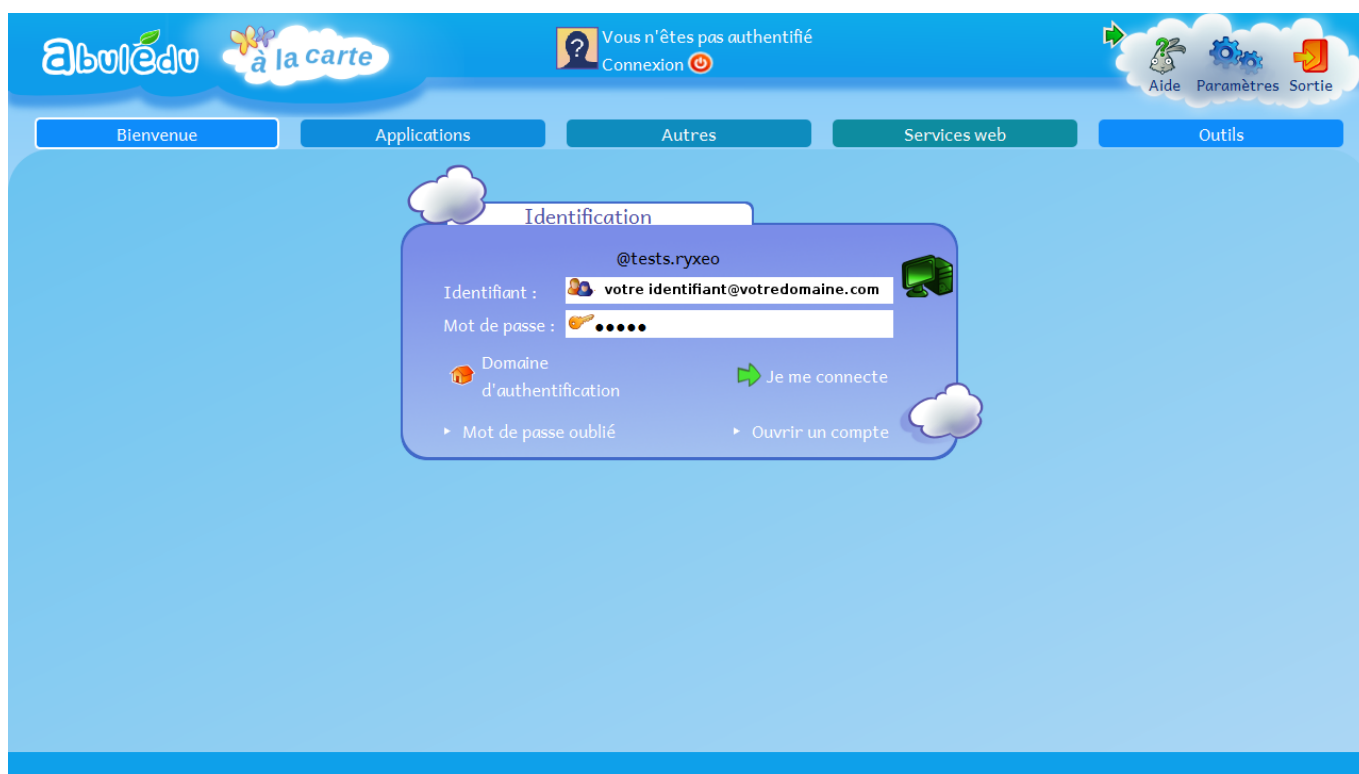 abulédu
à la carte
Vous n'êtes pas authentifié
Connexion
Aide Paramètres Sortie
Bienvenue Applications Autres Services web Outils
Identification
@tests.ryxeo
Identifiant : votre identifiant@votredomaine.com
Mot de passe : •••••
Domaine
d'authentification
Je me connecte
‣ Mot de passe oublié ‣ Ouvrir un compte